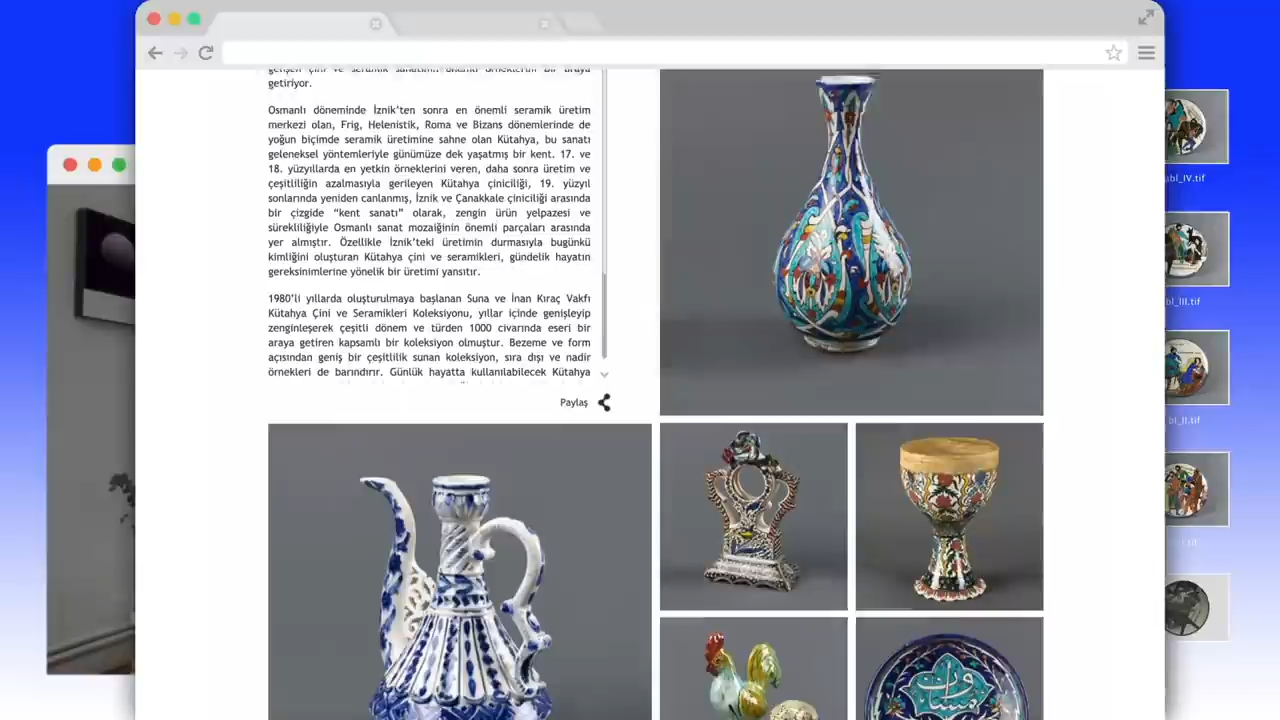 getiriyor.
Osmanlı döneminde İznik'ten sonra en önemli seramik üretim
merkezi olan, Frig, Helenistik, Roma ve Bizans dönemlerinde de
yoğun biçimde seramik üretimine sahne olan Kütahya, bu sanatı
geleneksel yöntemleriyle günümüze dek yaşatmış bir kent. 17. ve
18. yüzyıllarda en yetkin örneklerini veren, daha sonra üretim ve
çeşitliliğin azalmasıyla gerileyen Kütahya çiniciliği, 19. yüzyıl
sonlarında yeniden canlanmış, İznik ve Çanakkale çiniciliği arasında
bir çizgide “kent sanatı” olarak, zengin ürün yelpazesi ve
sürekliliğiyle Osmanlı sanat mozaiğinin önemli parçaları arasında
yer almıştır. Özellikle İznik'teki üretimin durmasıyla bugünkü
kimliğini oluşturan Kütahya çini ve seramikleri, gündelik hayatın
gereksinimlerine yönelik bir üretimi yansıtır.
1980'li yıllarda oluşturulmaya başlanan Suna ve İnan Kıraç Vakfı
Kütahya Çini ve Seramikleri Koleksiyonu, yıllar içinde genişleyip
zenginleşerek çeşitli dönem ve türden 1000 civarında eseri bir
araya getiren kapsamlı bir koleksiyon olmuştur. Bezeme ve form
açısından geniş bir çeşitlilik sunan koleksiyon, sıra dışı ve nadir
örnekleri de barındırır. Günlük hayatta kullanılabilecek Kütahya
Paylaş
abl_IV.tif
bl_III.tif
bl_II.tif